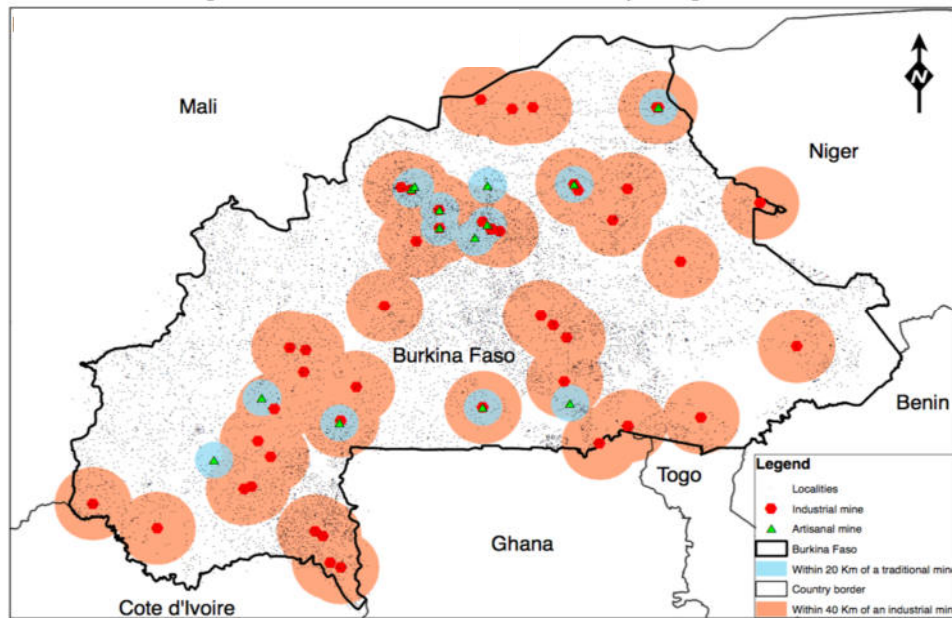 Mali
N
Niger
Burkina Faso
Benin
Togo
Ghana
Cote d'Ivoire
Legend
Localities
Industrial mine
Artisanal mine
Burkina Faso
Within 20 Km of a traditional mine
Country border
Within 40 Km of an industrial min